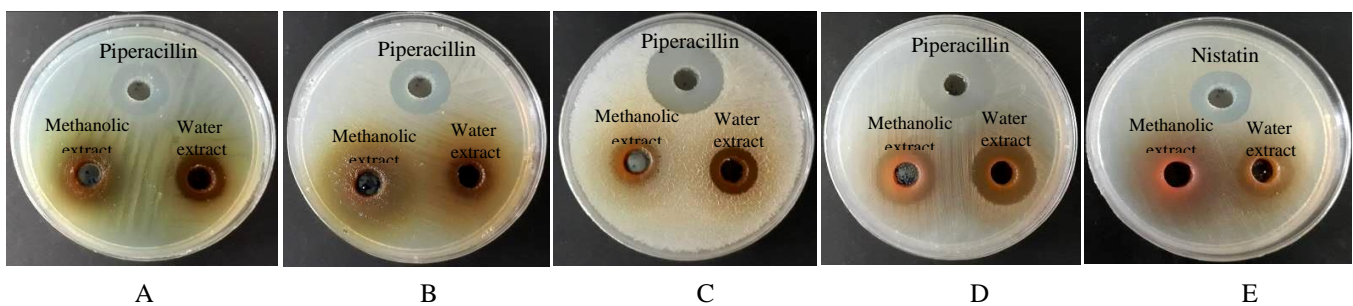 Piperacillin
Methanolic
extract
Water
extract
Piperacillin
Methanolic
extract
Water
extract
Piperacillin
Methanolic
extract
Water
extract
Piperacillin
Methanolic
extract
Water
extract
Nistatin
Methanolic
extract
Water
extract
A B C D E